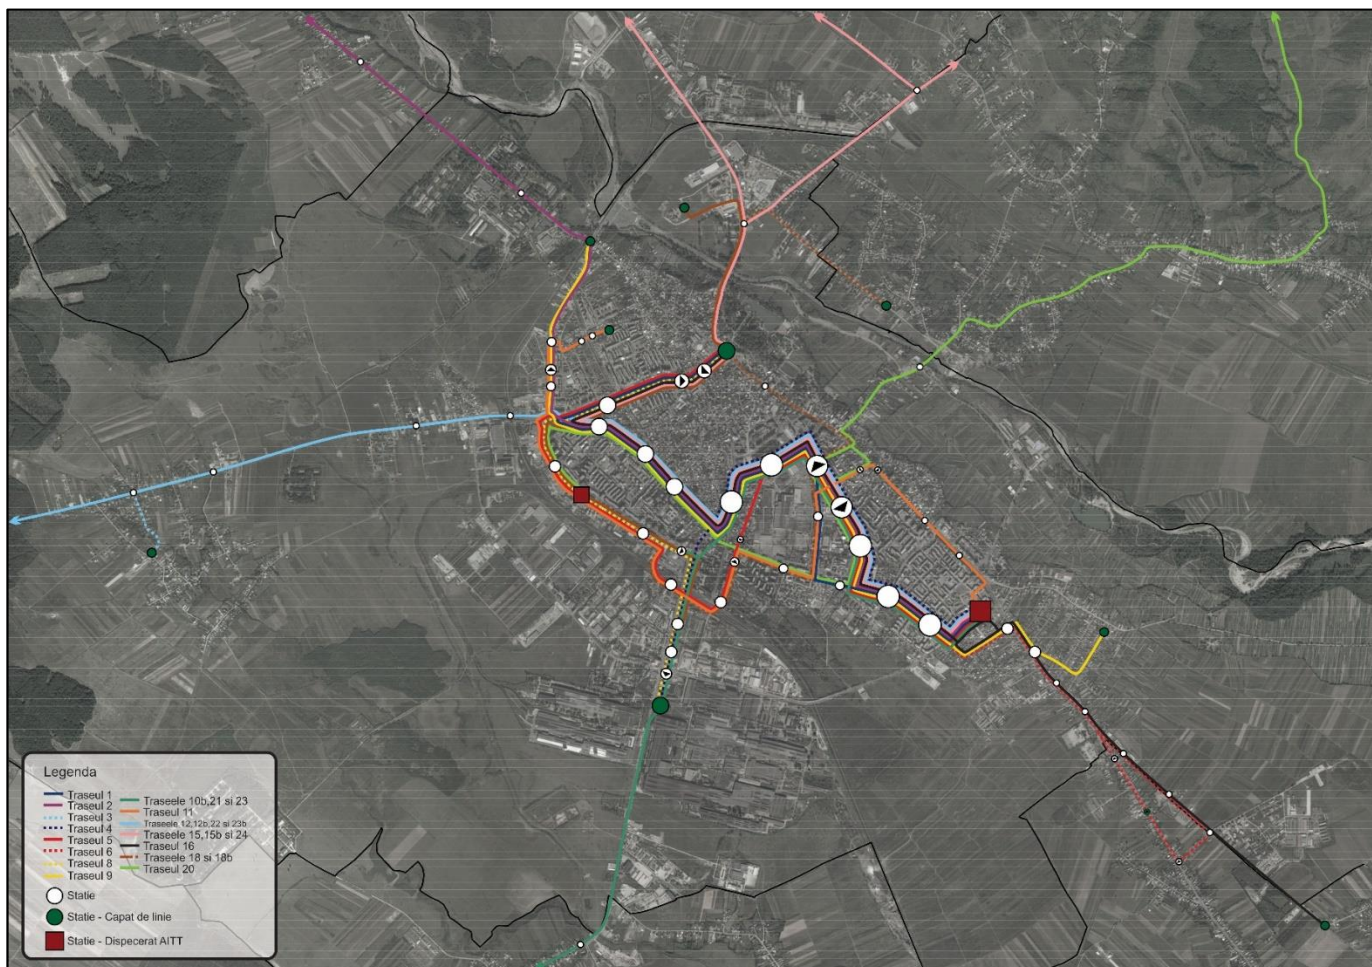 Legenda
Traseul 1
Traseul 2
Traseul 3
Traseul 4
Traseul 5
Traseul 6
Traseul 8
Traseul 9
Traseele 10b,21 si 23
Traseul 11
Traseele 12,12b,22 si 23b
Traseele 15,15b si 24
Traseul 16
Traseele 18 si 18b
Traseul 20
Statie
Statie - Capat de linie
Statie - Dispecerat AITT